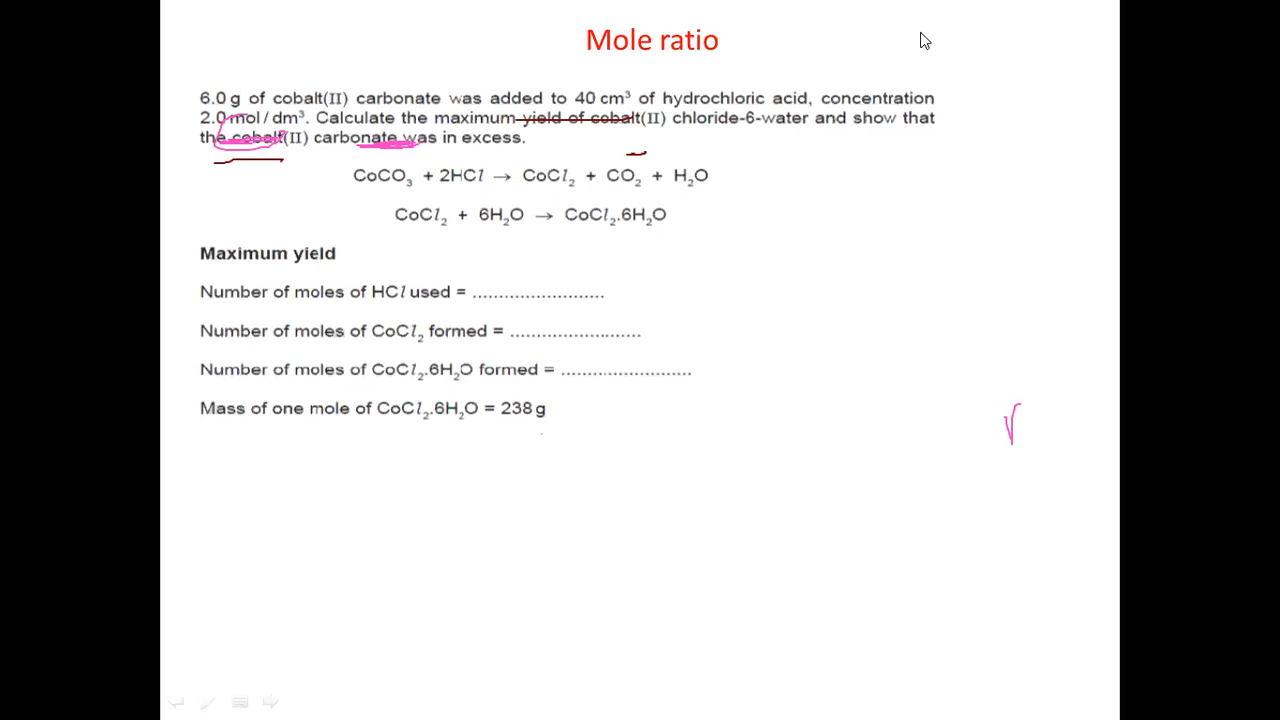 Mole ratio
6.0 g of cobalt(II) carbonate was added to 40 cm³ of hydrochloric acid, concentration
2.0 mol / dm³. Calculate the maximum yield of cobalt(II) chloride-6-water and show that
the cobalt(II) carbonate was in excess.
CoCO₃ + 2HCl → CoCl₂ + CO₂ + H₂O
CoCl₂ + 6H₂O → CoCl₂.6H₂O
Maximum yield
Number of moles of HCl used = ..........................
Number of moles of CoCl₂ formed = ..........................
Number of moles of CoCl₂.6H₂O formed = ..........................
Mass of one mole of CoCl₂.6H₂O = 238 g